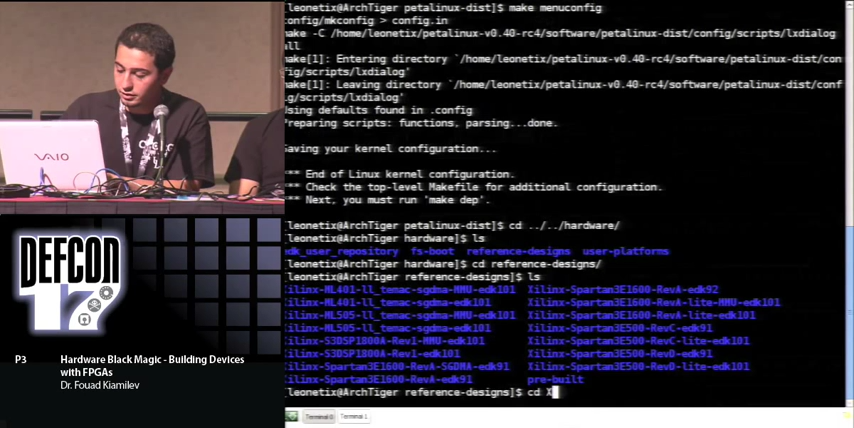 [leonetix@ArchTiger petalinux-dist]$ make menuconfig
config/mkconfig > config.in
make -C /home/leonetix/petalinux-v0.40-rc4/software/petalinux-dist/config/scripts/lxdialog
all
make[1]: Entering directory `/home/leonetix/petalinux-v0.40-rc4/software/petalinux-dist/con
fig/scripts/lxdialog'
make[1]: Leaving directory `/home/leonetix/petalinux-v0.40-rc4/software/petalinux-dist/conf
ig/scripts/lxdialog'
Using defaults found in .config
Preparing scripts: functions, parsing...done.
Saving your kernel configuration...
*** End of Linux kernel configuration.
*** Check the top-level Makefile for additional configuration.
*** Next, you must run 'make dep'.
[leonetix@ArchTiger petalinux-dist]$ cd ../../hardware/
[leonetix@ArchTiger hardware]$ ls
edk_user_repository fs-boot reference-designs user-platforms
[leonetix@ArchTiger hardware]$ cd reference-designs/
[leonetix@ArchTiger reference-designs]$ ls
Xilinx-ML401-ll_temac-sgdma-MMU-edk101 Xilinx-Spartan3E1600-RevA-edk92
Xilinx-ML401-ll_temac-sgdma-edk101 Xilinx-Spartan3E1600-RevA-lite-MMU-edk101
Xilinx-ML505-ll_temac-sgdma-MMU-edk101 Xilinx-Spartan3E1600-RevA-lite-edk101
Xilinx-ML505-ll_temac-sgdma-edk101 Xilinx-Spartan3E500-RevC-edk91
Xilinx-S3DSP1800A-Rev1-MMU-edk101 Xilinx-Spartan3E500-RevC-lite-edk101
Xilinx-S3DSP1800A-Rev1-edk101 Xilinx-Spartan3E500-RevD-edk91
Xilinx-Spartan3E1600-RevA-SGDMA-edk91 Xilinx-Spartan3E500-RevD-lite-edk101
Xilinx-Spartan3E1600-RevA-edk91 pre-built
[leonetix@ArchTiger reference-designs]$ cd X
Terminal 0 Terminal 1
VAIO
DEFCON
17
P3 Hardware Black Magic - Building Devices
with FPGAs
Dr. Fouad Kiamilev